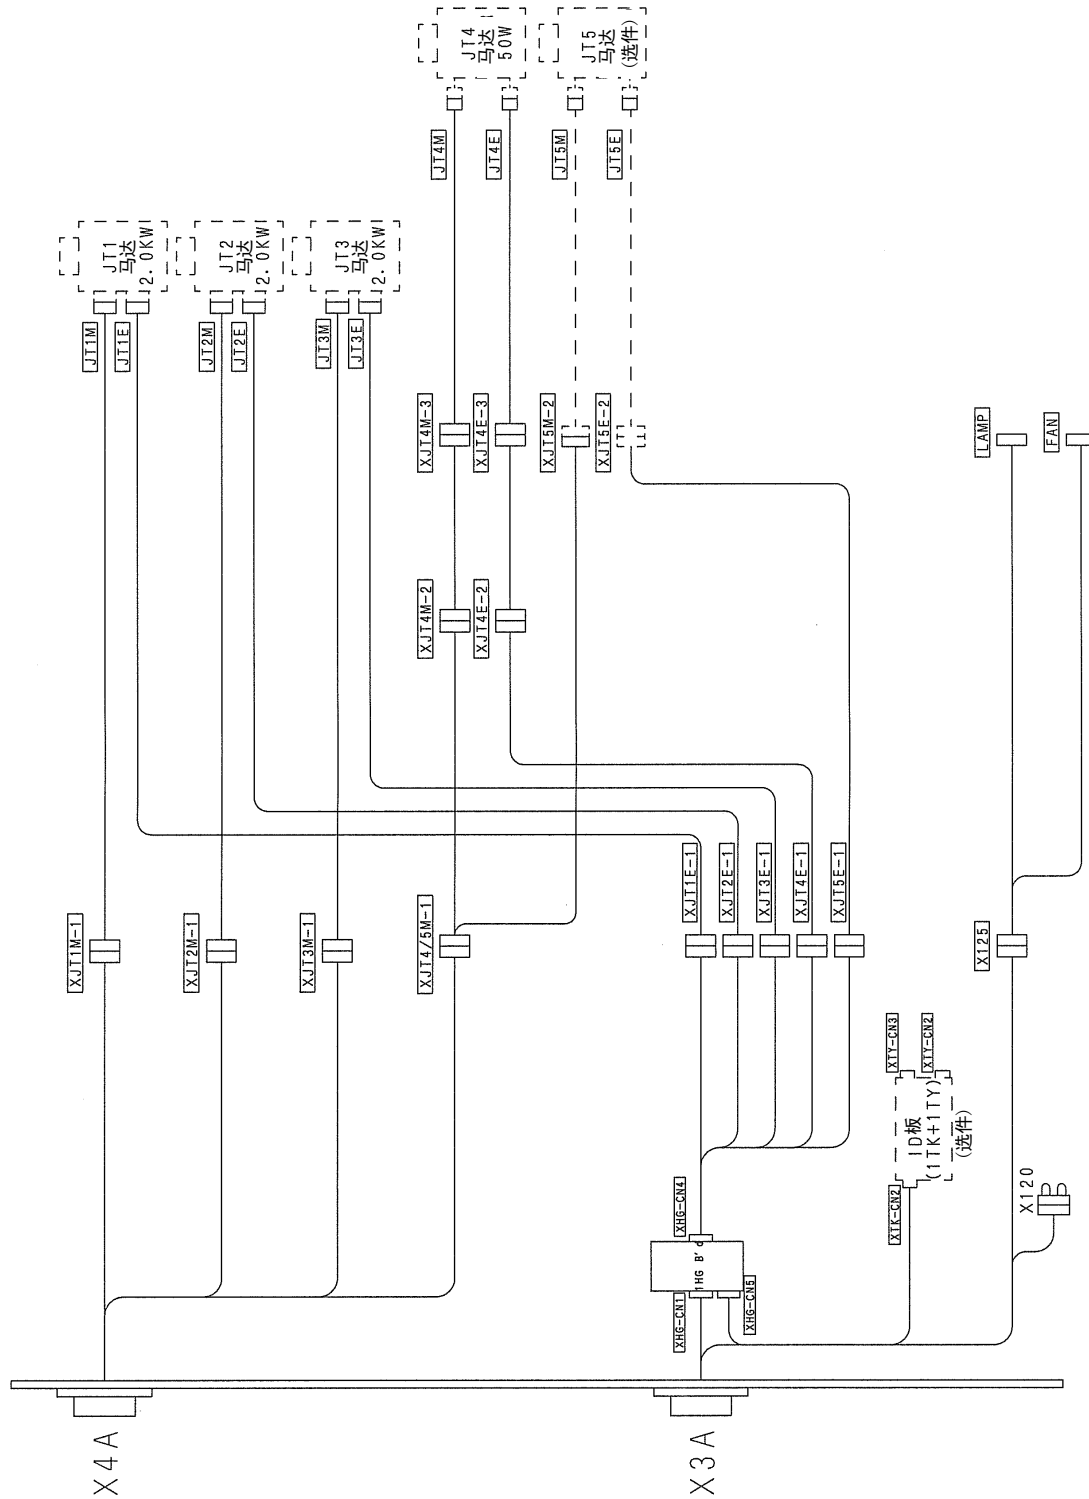 JT1
马达
2.0KW
JT2
马达
2.0KW
JT3
马达
2.0KW
JT4
马达
50W
JT5
马达
(选件)
JT1M
JT1E
JT2M
JT2E
JT3M
JT3E
JT4M
JT4E
JT5M
JT5E
XJT4M-3
XJT4E-3
XJT5M-2
XJT5E-2
XJT4M-2
XJT4E-2
LAMP
FAN
XJT1M-1
XJT2M-1
XJT3M-1
XJT4/5M-1
XJT1E-1
XJT2E-1
XJT3E-1
XJT4E-1
XJT5E-1
X125
XTY-CN3
XTY-CN2
ID板
(1TK+1TY)
(选件)
XTK-CN2
X120
XHG-CN4
1HG B'd
XHG-CN1
XHG-CN5
X4A
X3A